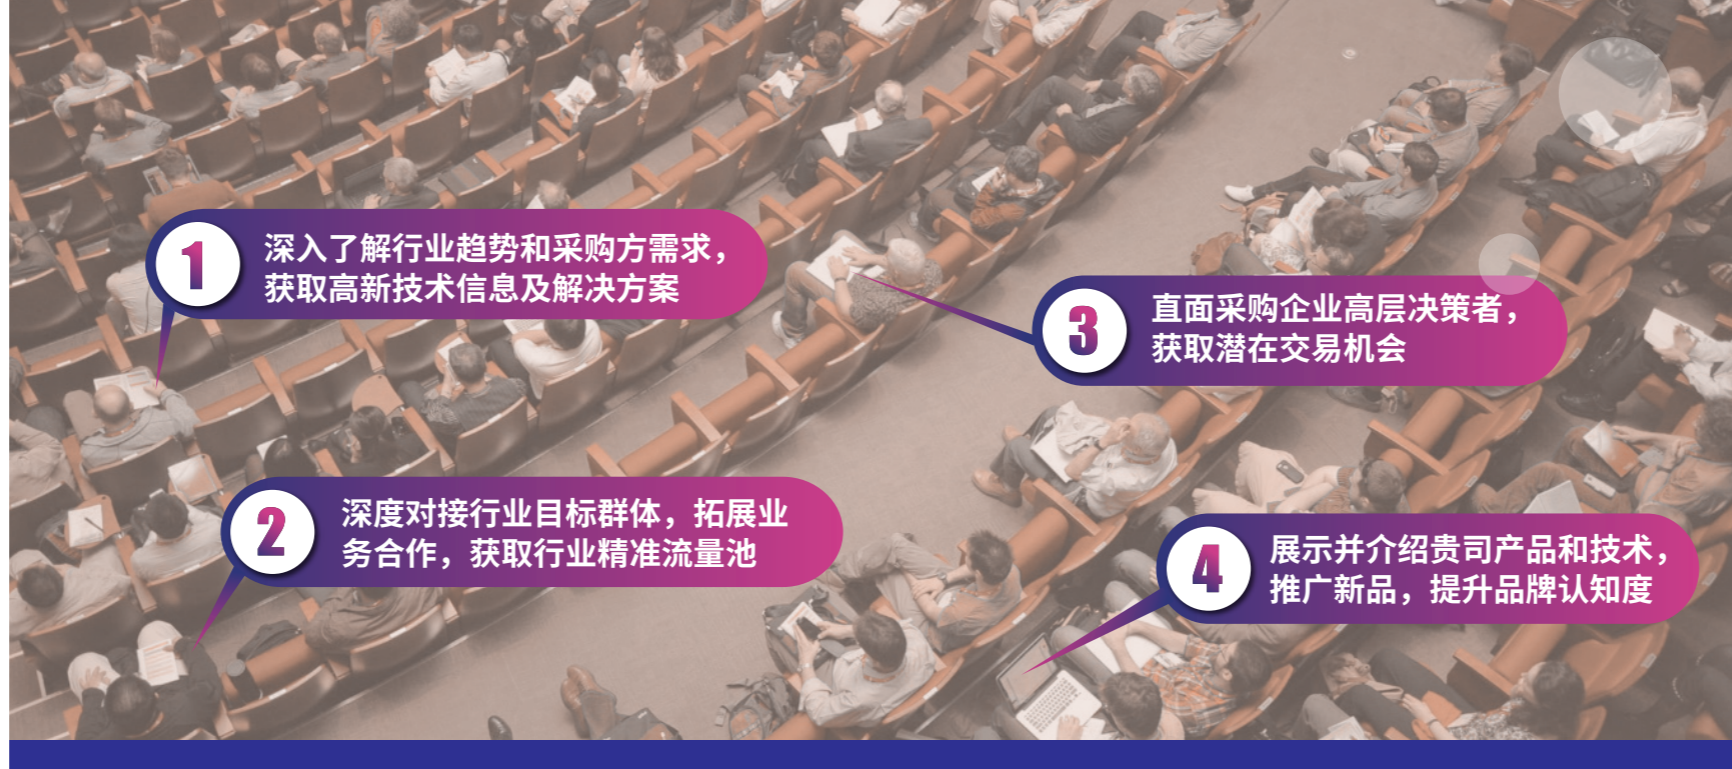 1
深入了解行业趋势和采购方需求，
获取高新技术信息及解决方案
2
深度对接行业目标群体，拓展业
务合作，获取行业精准流量池
3
直面采购企业高层决策者，
获取潜在交易机会
4
展示并介绍贵司产品和技术，
推广新品，提升品牌认知度